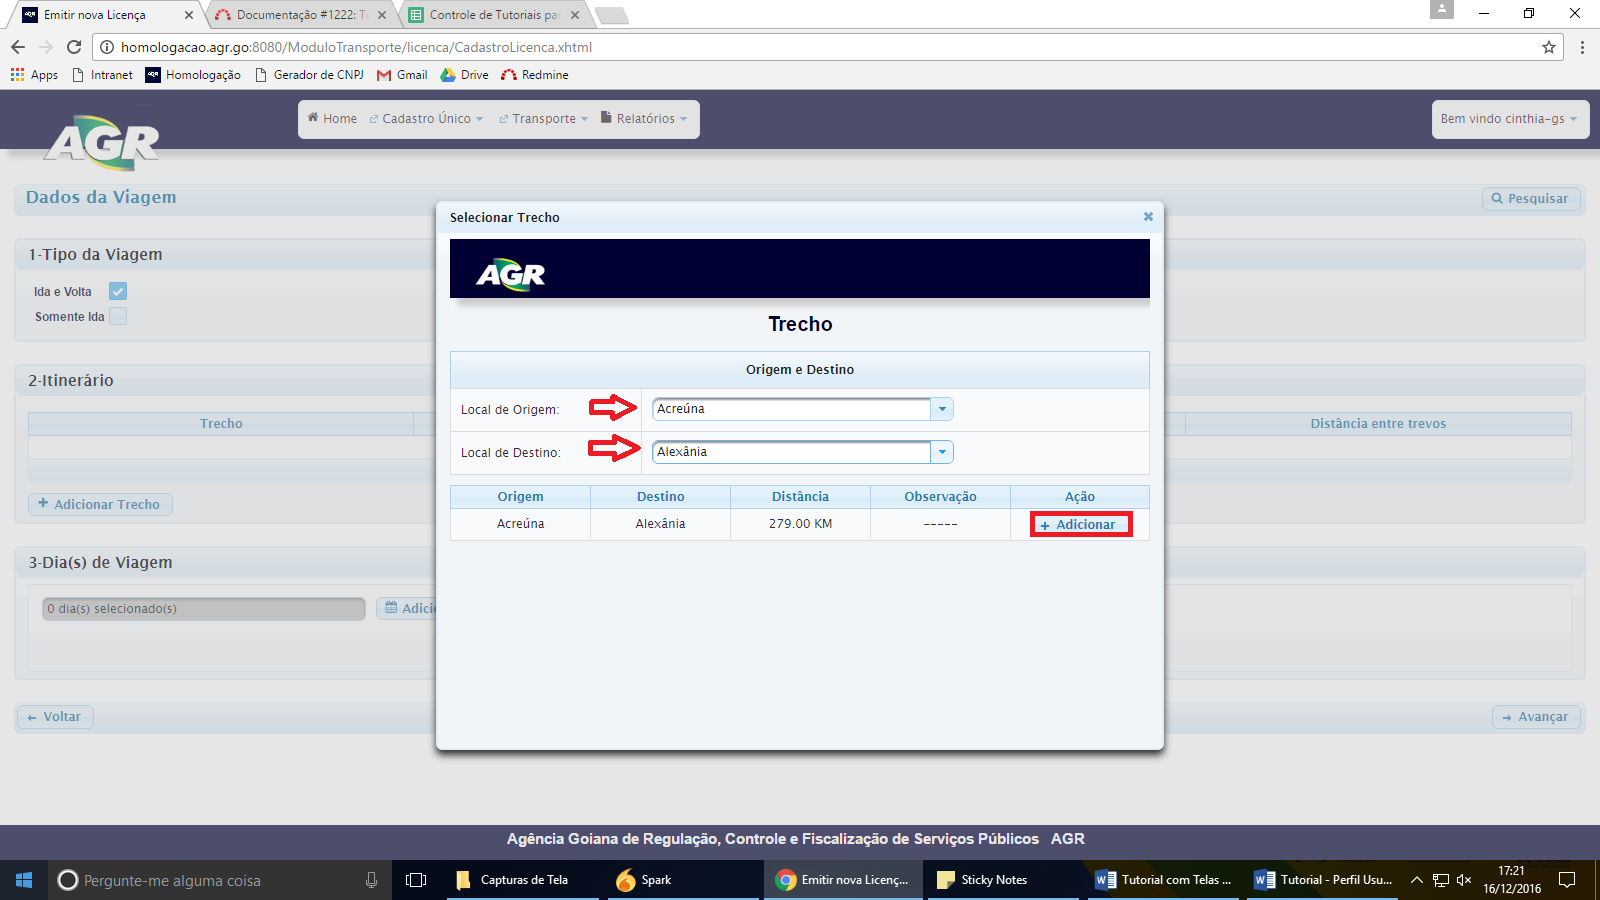 Emitir nova Licença
Documentação #1222: T
Controle de Tutoriais pa
homologacao.agr.go:8080/ModuloTransporte/licenca/CadastroLicenca.xhtml
Apps Intranet Homologação Gerador de CNPJ Gmail Drive Redmine
AGR
Home Cadastro Único Transporte Relatórios
Bem vindo cinthia-gs
Dados da Viagem
Pesquisar
1-Tipo da Viagem
Ida e Volta
Somente Ida
2-Itinerário
Trecho
Distância entre trevos
+ Adicionar Trecho
3-Dia(s) de Viagem
0 dia(s) selecionado(s)
Adici
← Voltar
→ Avançar
Selecionar Trecho
AGR
Trecho
Origem e Destino
Local de Origem: Acreúna
Local de Destino: Alexânia
Origem Destino Distância Observação Ação
Acreúna Alexânia 279.00 KM ----- + Adicionar
Agência Goiana de Regulação, Controle e Fiscalização de Serviços Públicos AGR
Pergunte-me alguma coisa
Capturas de Tela
Spark
Emitir nova Licenç...
Sticky Notes
Tutorial com Telas ...
Tutorial - Perfil Usu...
17:21
16/12/2016